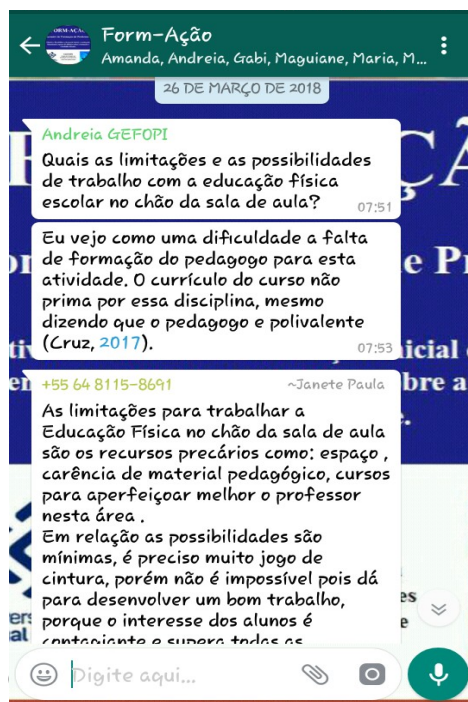 Form-Ação
Amanda, Andreia, Gabi, Maguiane, Maria, M...
26 DE MARÇO DE 2018
Andreia GEFOPI
Quais as limitações e as possibilidades
de trabalho com a educação física
escolar no chão da sala de aula?
07:51
Eu vejo como uma dificuldade a falta
de formação do pedagogo para esta
atividade. O currículo do curso não
prima por essa disciplina, mesmo
dizendo que o pedagogo e polivalente
(Cruz, 2017).
07:53
+55 64 8115-8691 ~Janete Paula
As limitações para trabalhar a
Educação Física no chão da sala de aula
são os recursos precários como: espaço ,
carência de material pedagógico, cursos
para aperfeiçoar melhor o professor
nesta área .
Em relação as possibilidades são
mínimas, é preciso muito jogo de
cintura, porém não é impossível pois dá
para desenvolver um bom trabalho,
porque o interesse dos alunos é
contagiante e supera todas as
Digite aqui...